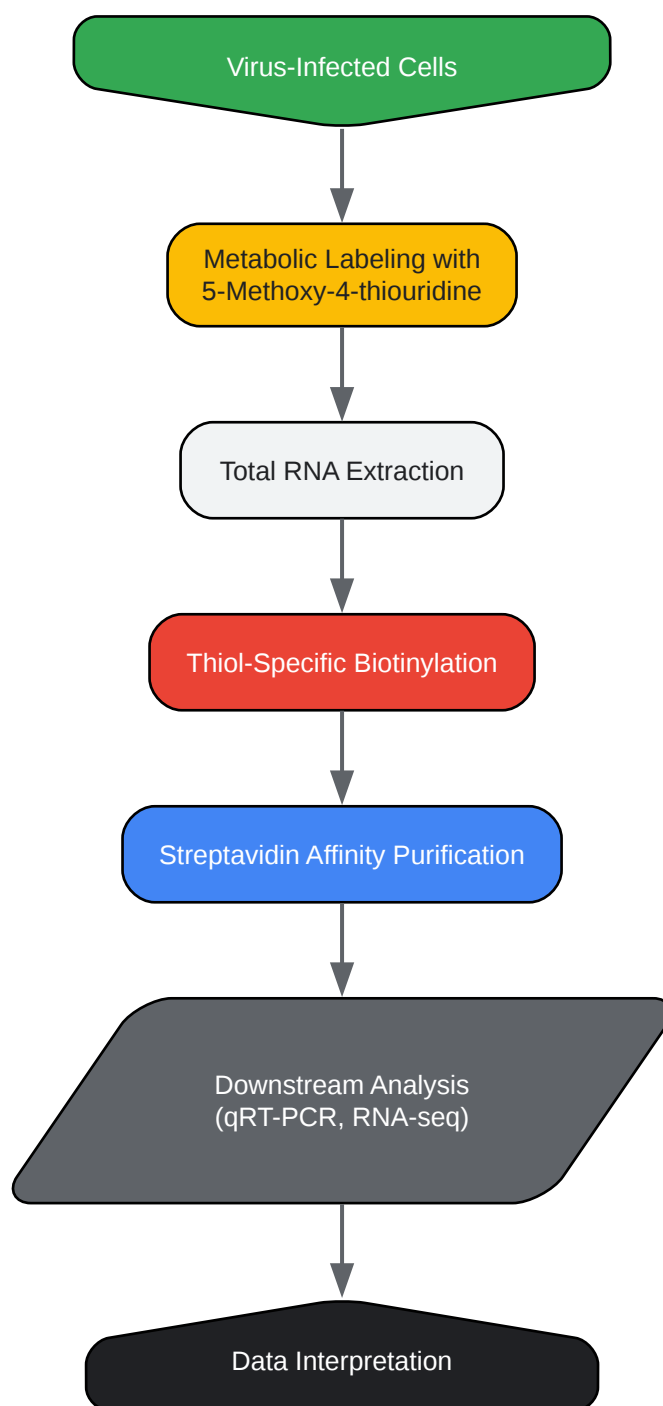 Virus-Infected Cells
Metabolic Labeling with
5-Methoxy-4-thiouridine
Total RNA Extraction
Thiol-Specific Biotinylation
Streptavidin Affinity Purification
Downstream Analysis
(qRT-PCR, RNA-seq)
Data Interpretation